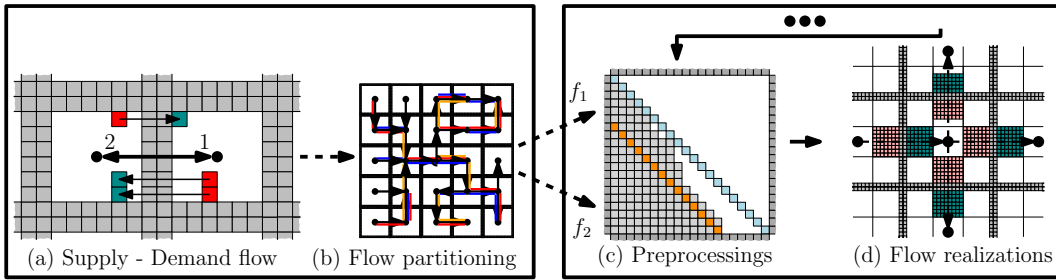 2 1
f1
f2
(a) Supply - Demand flow (b) Flow partitioning (c) Preprocessings (d) Flow realizations